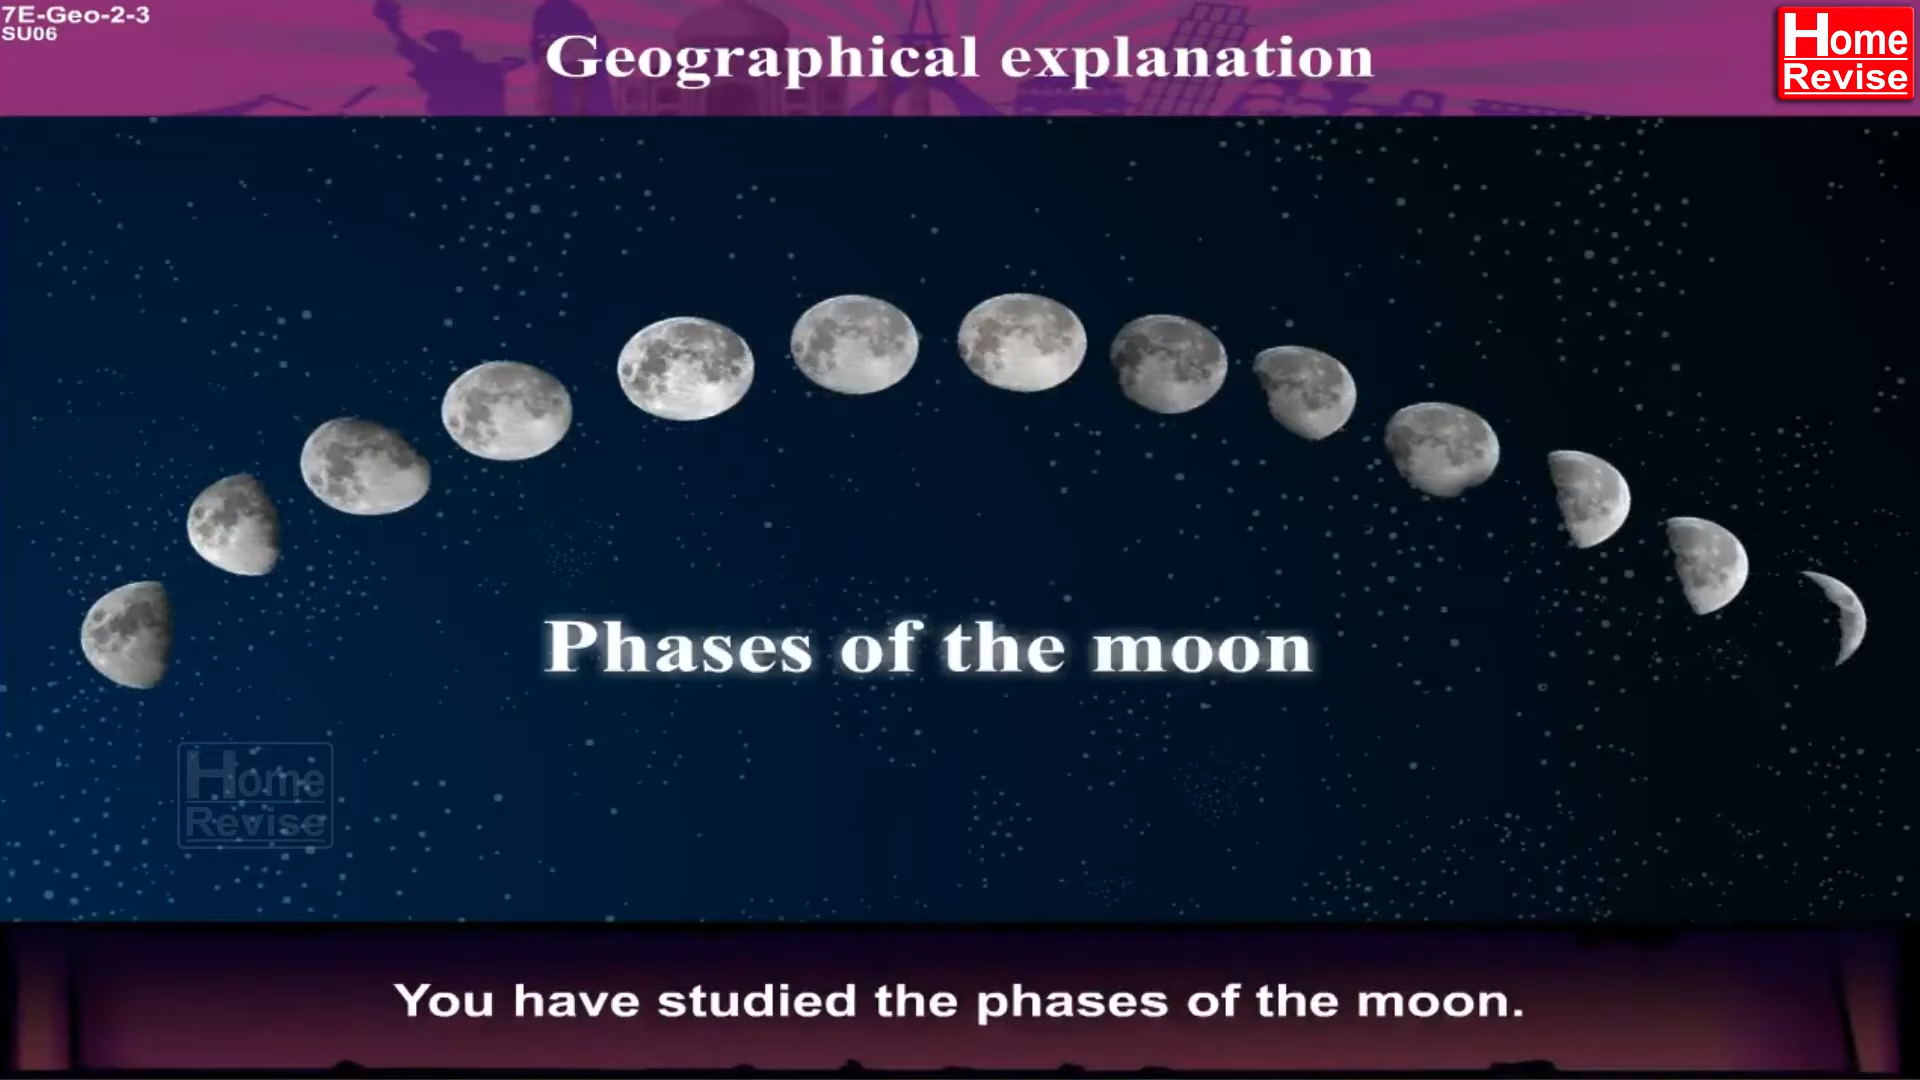 7E-Geo-2-3
SU06
Geographical explanation
Home
Revise
Phases of the moon
Home
Revise
You have studied the phases of the moon.